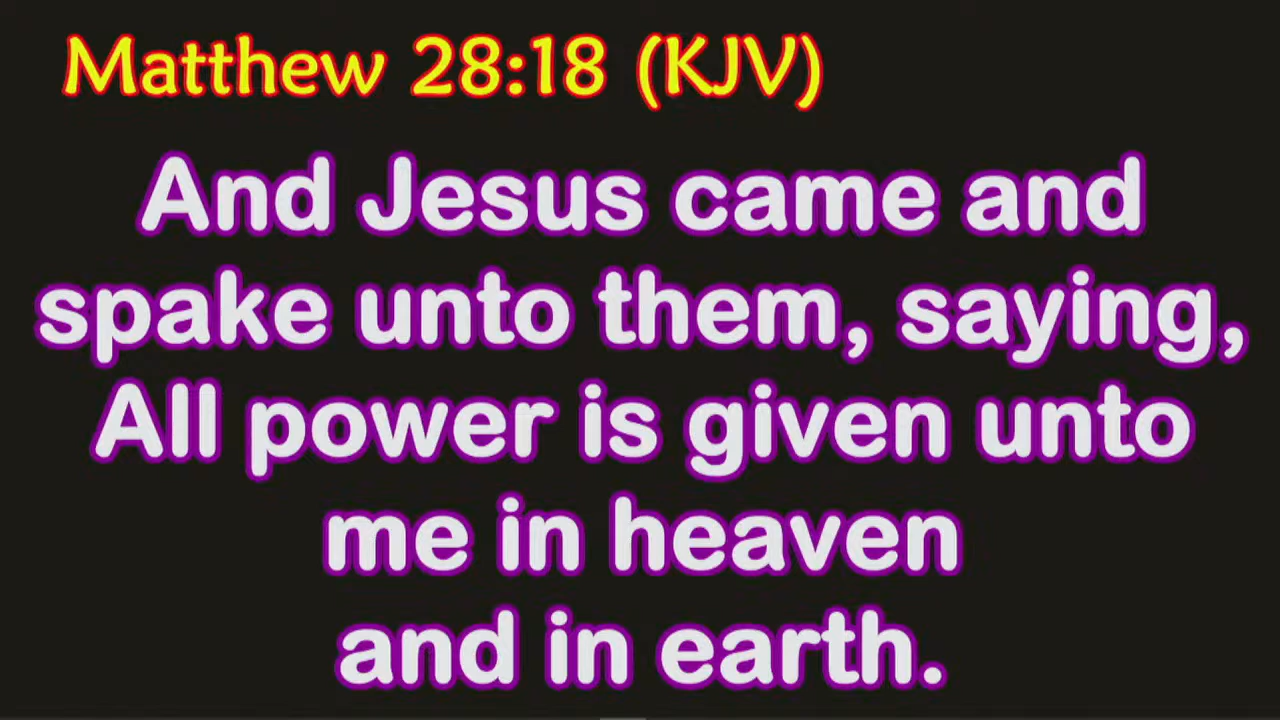 Matthew 28:18 (KJV)
And Jesus came and
spake unto them, saying,
All power is given unto
me in heaven
and in earth.